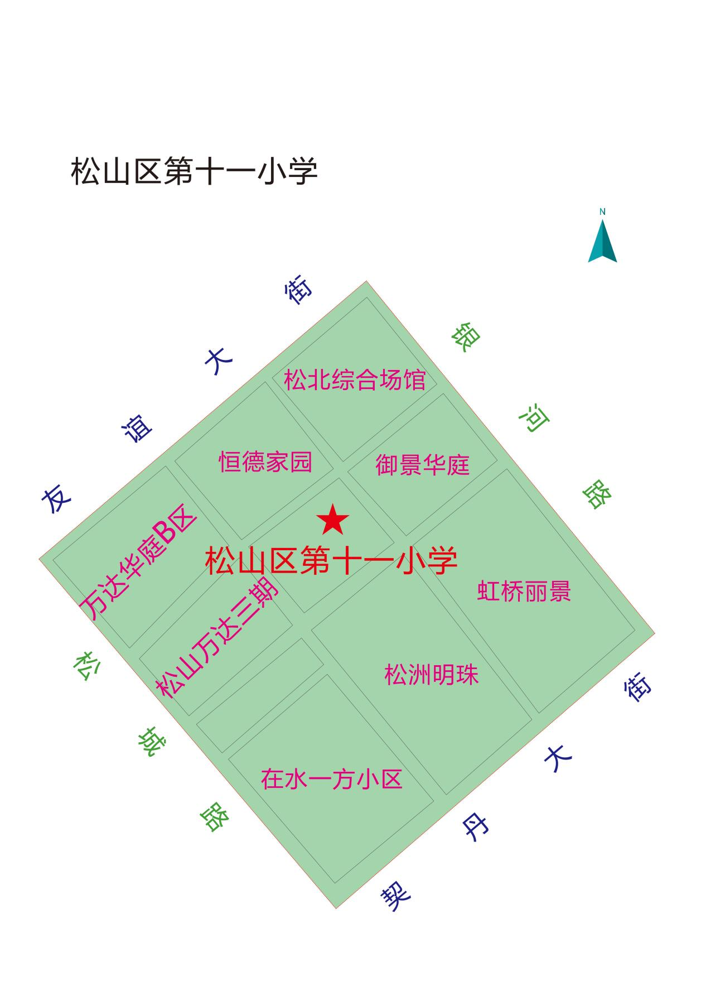 松山区第十一小学
N
友谊大街
银河路
松北综合场馆
恒德家园
御景华庭
万达华庭B区
松山区第十一小学
松山万达三期
虹桥丽景
松洲明珠
在水一方小区
松城路
契丹大街